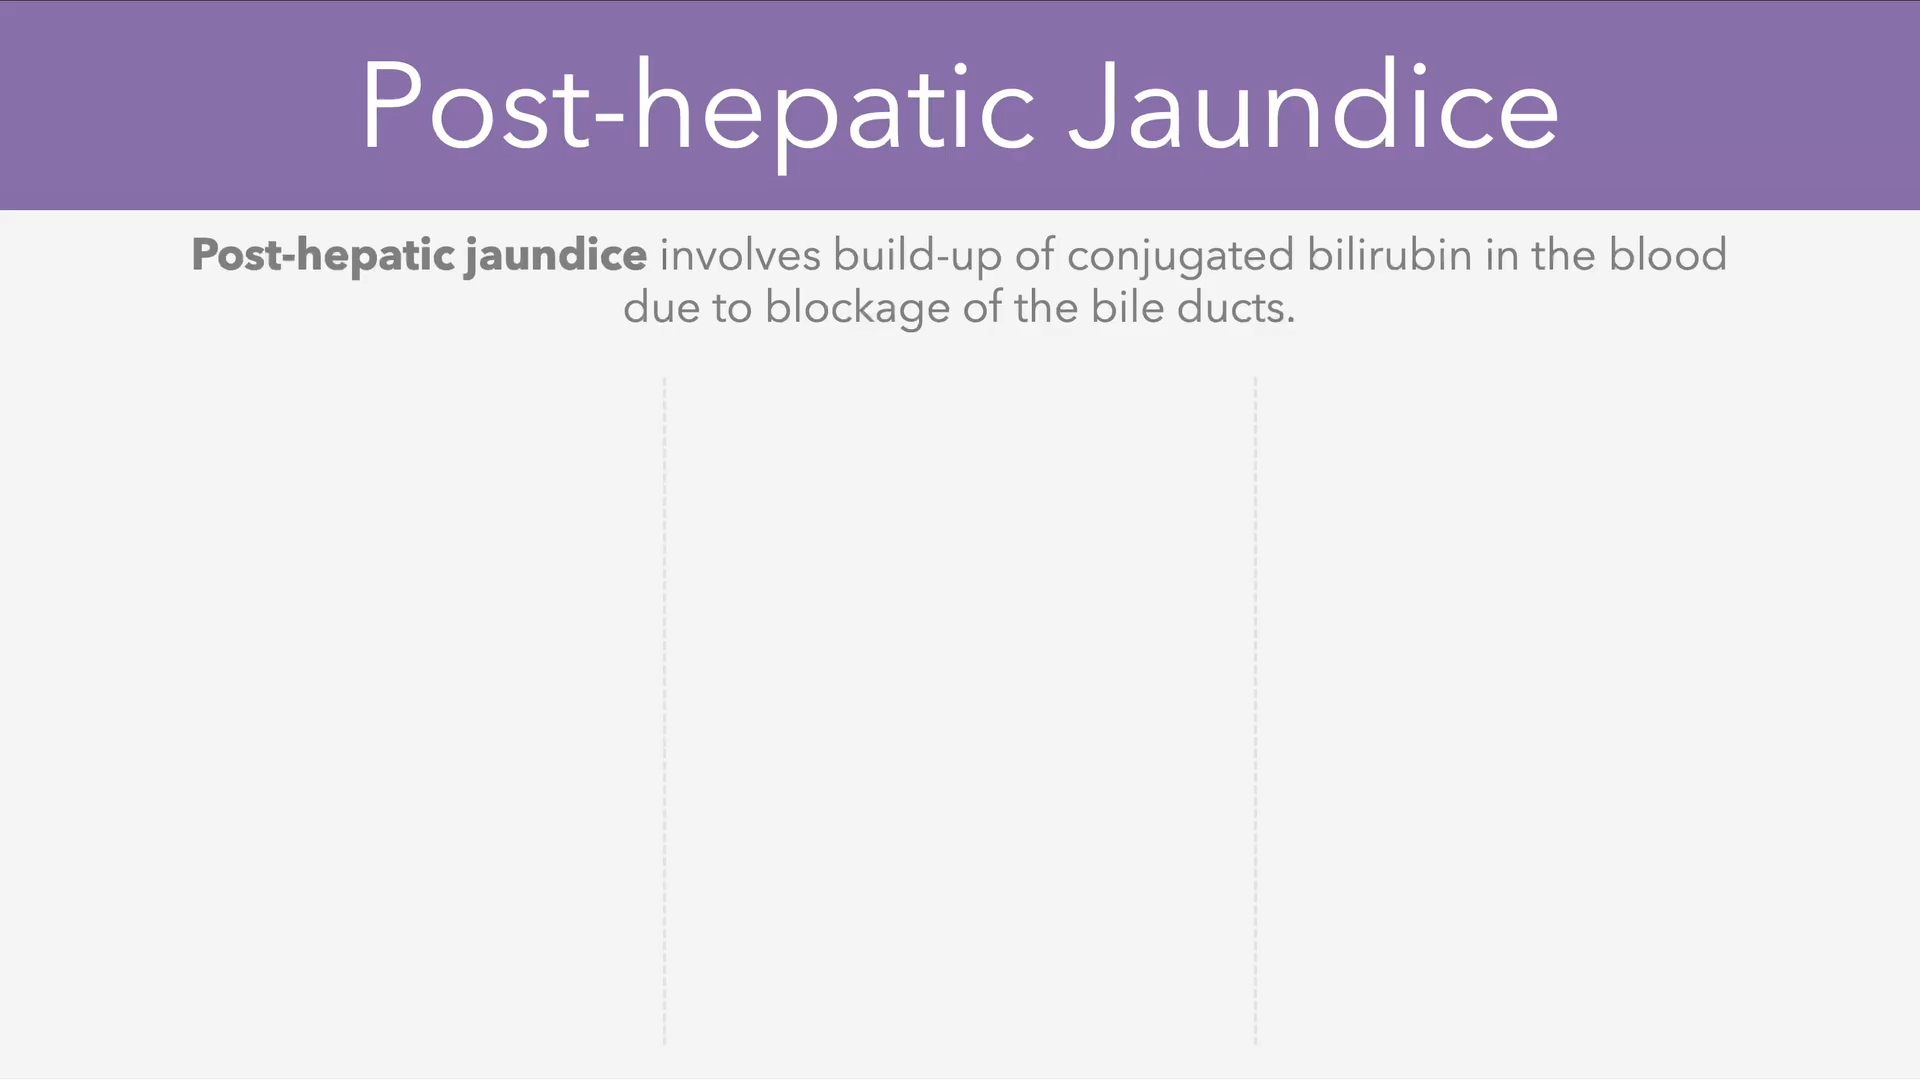 Post-hepatic Jaundice
Post-hepatic jaundice involves build-up of conjugated bilirubin in the blood
due to blockage of the bile ducts.